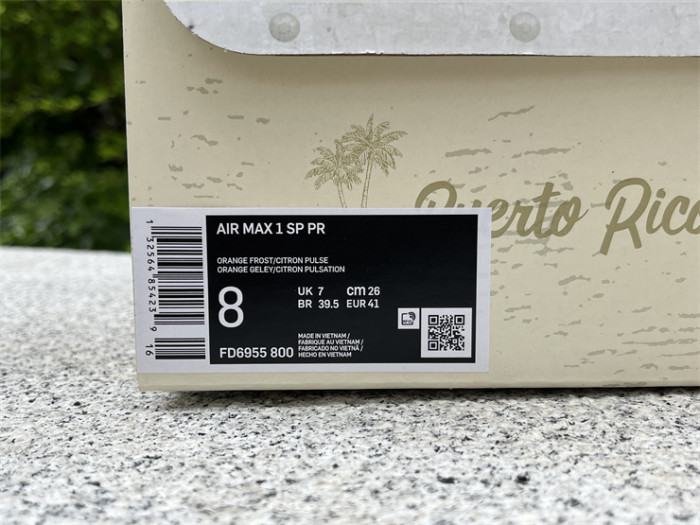 Puerto Rico
AIR MAX 1 SP PR
ORANGE FROST/CITRON PULSE
ORANGE GELEY/CITRON PULSATION
8
UK 7 cm 26
BR 39.5 EUR 41
FD6955 800
MADE IN VIETNAM /
FABRIQUE AU VIETNAM /
FABRICADO NO VIETNÃ /
HECHO EN VIETNAM
1 32564 85423 9 16